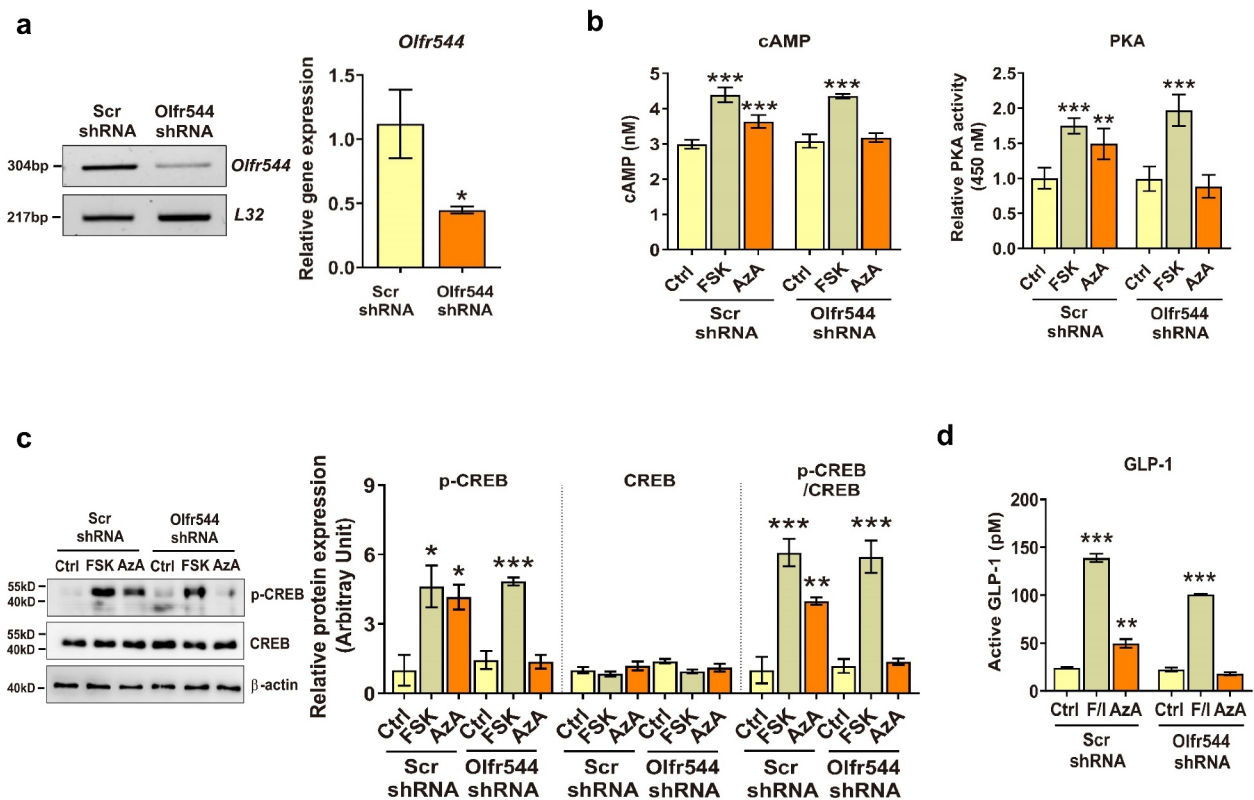 a
Scr
shRNA
Olfr544
shRNA
304bp
Olfr544
217bp
L32
Olfr544
Relative gene expression
1.5
1.0
0.5
0.0
*
Scr
shRNA
Olfr544
shRNA
b
cAMP
cAMP (nM)
5
4
3
2
1
0
***
***
***
Ctrl
FSK
AzA
Ctrl
FSK
AzA
Scr
shRNA
Olfr544
shRNA
PKA
Relative PKA activity
(450 nM)
2.5
2.0
1.5
1.0
0.5
0.0
***
**
***
Ctrl
FSK
AzA
Ctrl
FSK
AzA
Scr
shRNA
Olfr544
shRNA
c
Scr
shRNA
Olfr544
shRNA
Ctrl FSK AzA Ctrl FSK AzA
55kD
40kD
p-CREB
55kD
40kD
CREB
40kD
β-actin
Relative protein expression
(Arbitray Unit)
9
6
3
0
p-CREB
CREB
p-CREB
/CREB
*
*
***
***
**
***
Ctrl
FSK
AzA
Ctrl
FSK
AzA
Ctrl
FSK
AzA
Ctrl
FSK
AzA
Ctrl
FSK
AzA
Ctrl
FSK
AzA
Scr
shRNA
Olfr544
shRNA
Scr
shRNA
Olfr544
shRNA
Scr
shRNA
Olfr544
shRNA
d
GLP-1
Active GLP-1 (pM)
200
150
100
50
0
***
**
***
Ctrl F/I AzA
Ctrl F/I AzA
Scr
shRNA
Olfr544
shRNA